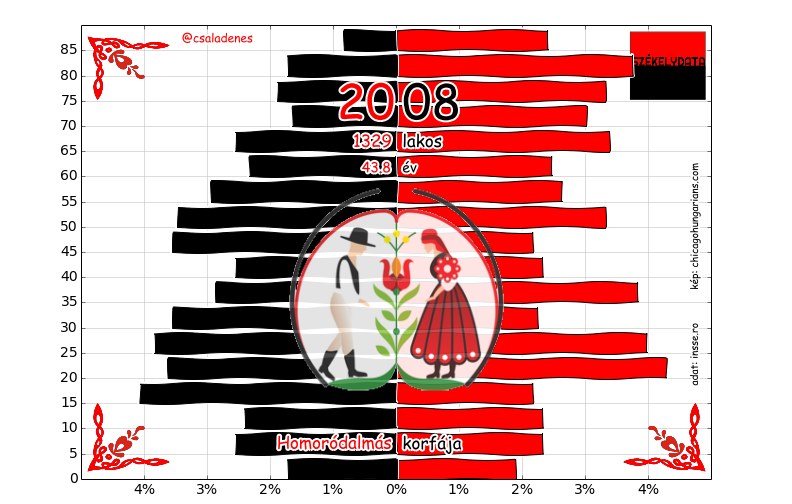 @csaladenes
SZÉKELYDATA
2008
1329 lakos
43.8 év
kép: chicagohungarians.com
adat: insse.ro
Homoródalmás korfája
85
80
75
70
65
60
55
50
45
40
35
30
25
20
15
10
5
0
4% 3% 2% 1% 0% 1% 2% 3% 4%